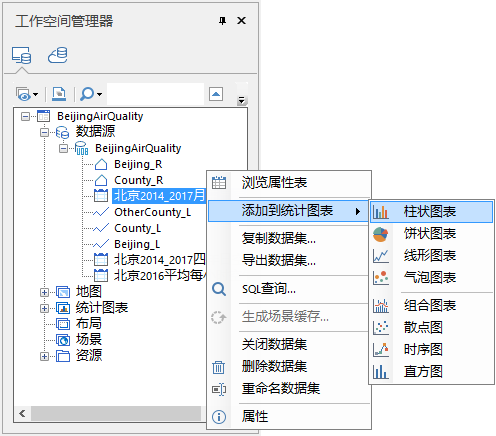 工作空间管理器
BeijingAirQuality
数据源
BeijingAirQuality
Beijing_R
County_R
北京2014_2017月
OtherCounty_L
County_L
Beijing_L
北京2014_2017四
北京2016平均每
地图
统计图表
布局
场景
资源
浏览属性表
添加到统计图表
复制数据集...
导出数据集...
SQL查询...
生成场景缓存...
关闭数据集
删除数据集
重命名数据集
属性
柱状图表
饼状图表
线形图表
气泡图表
组合图表
散点图
时序图
直方图